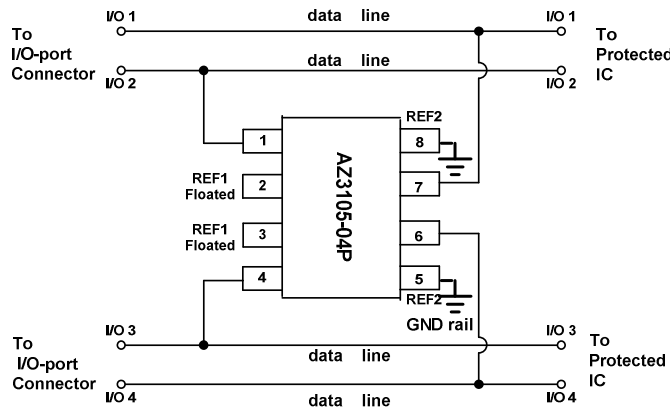 I/O 1 data line I/O 1
To
I/O-port
Connector
To
Protected
IC
data line
I/O 2 I/O 2
REF2
1 8
REF1
Floated
2 7
AZ3105-04P
REF1
Floated
3 6
4 5
REF2
GND rail
I/O 3 I/O 3
To
I/O-port
Connector
data line
To
Protected
IC
I/O 4 data line I/O 4